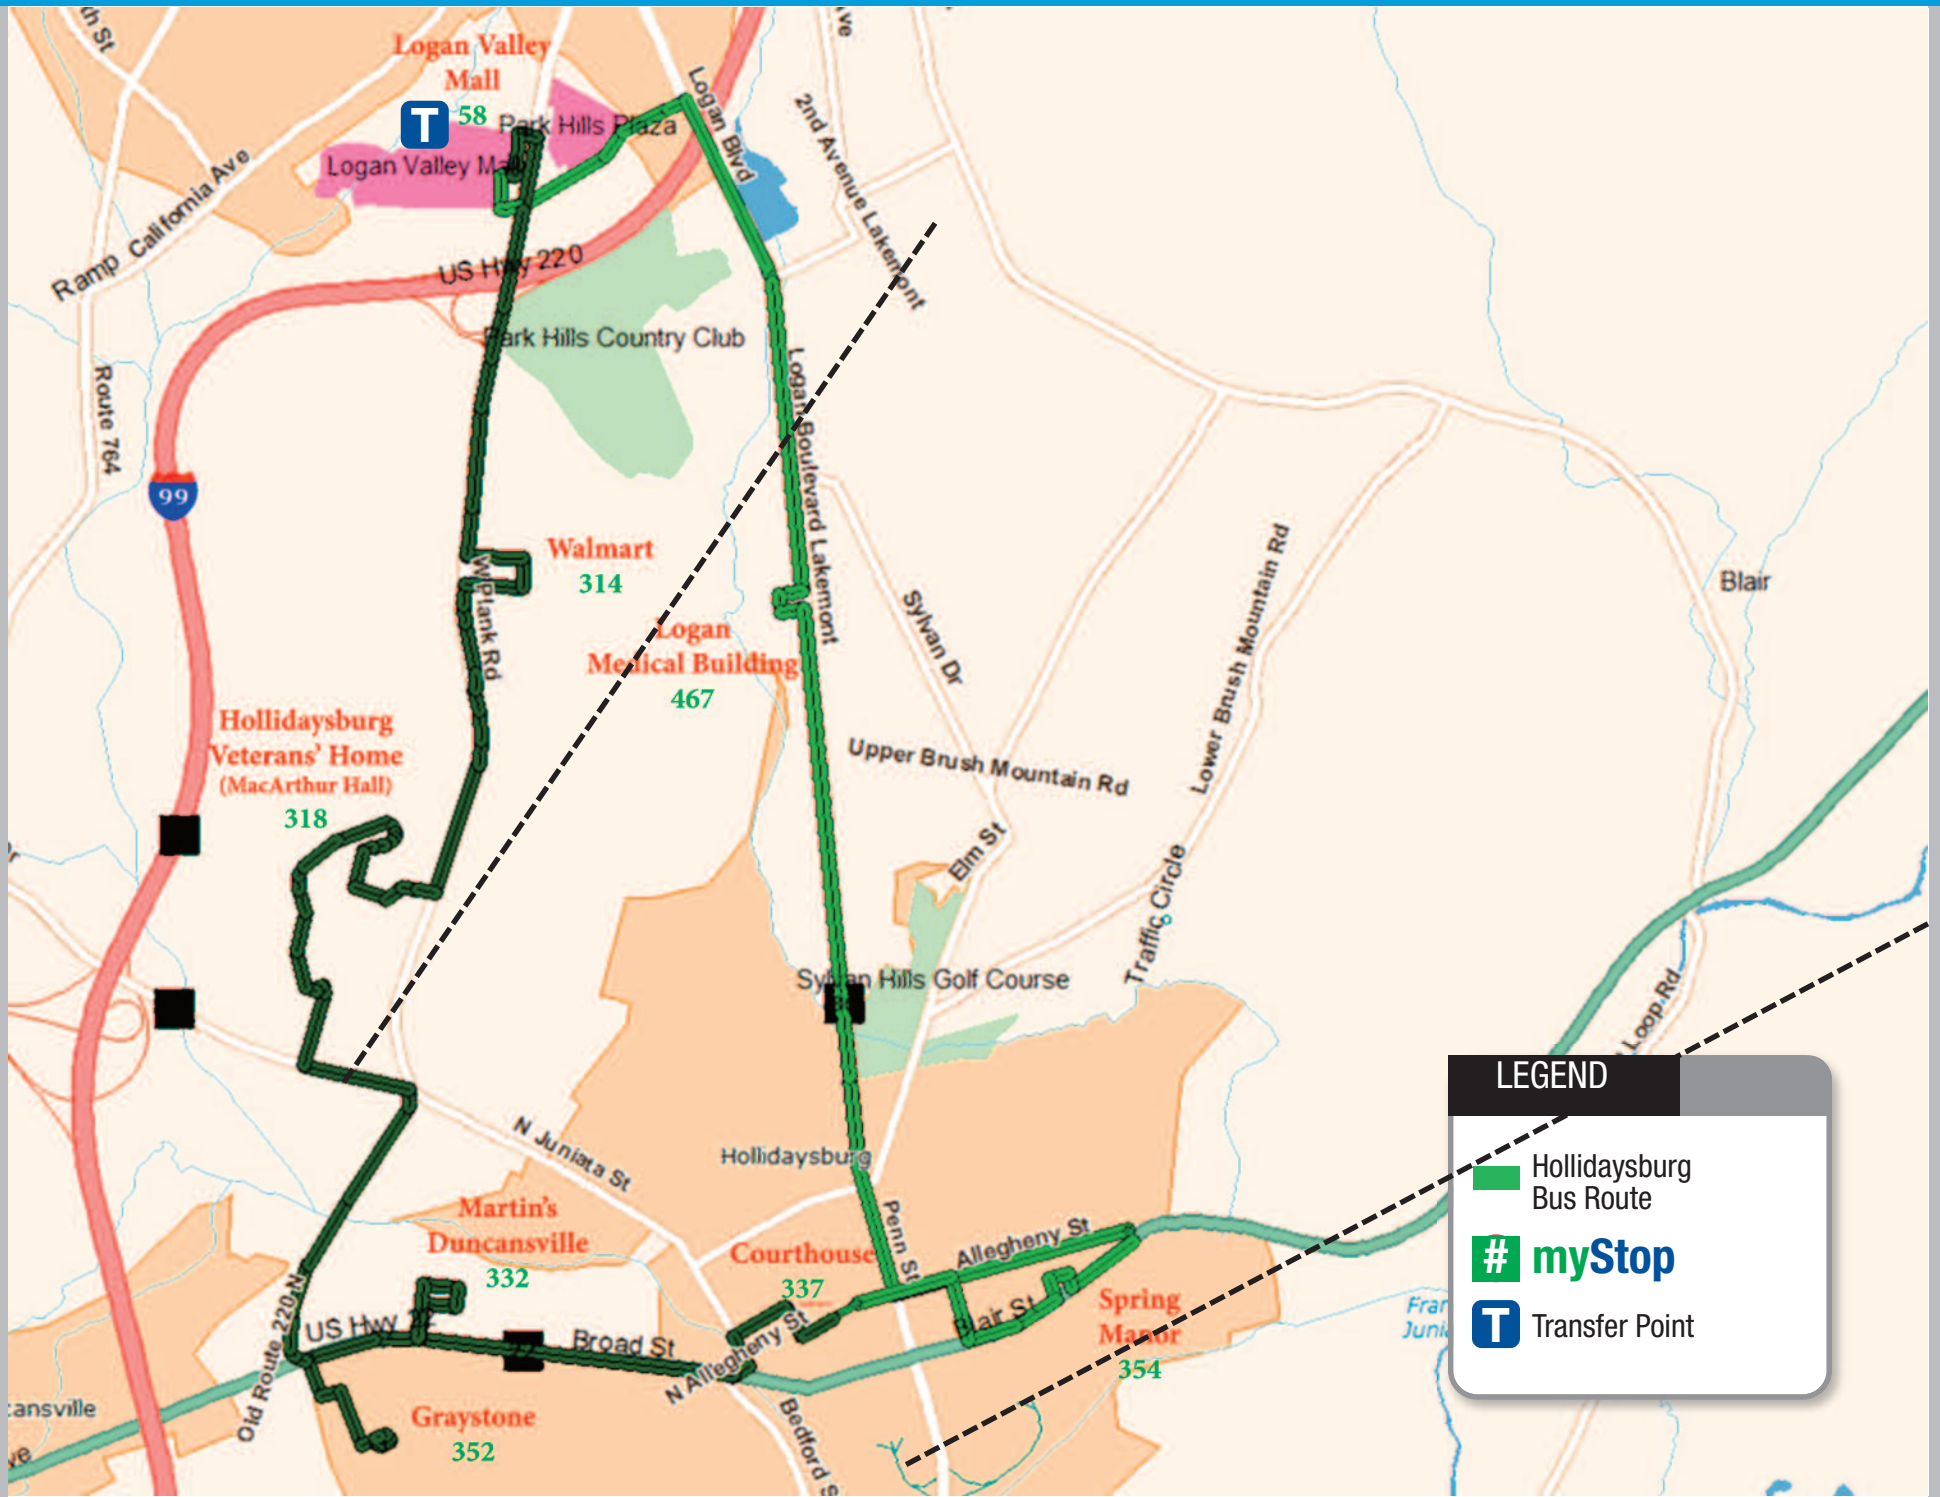 Logan Valley
Mall
58
T
Park Hills Plaza
Logan Valley Mall
Logan Blvd
2nd Avenue Lakemont
Ramp
California Ave
US Hwy 220
Park Hills Country Club
Route 764
99
Logan Boulevard Lakemont
Walmart
314
W Plank Rd
Logan
Medical Building
467
Sylvan Dr
Lower Brush Mountain Rd
Blair
Hollidaysburg
Veterans' Home
(MacArthur Hall)
318
Upper Brush Mountain Rd
Elm St
Traffic Circle
Sylvan Hills Golf Course
Loop Rd
N Juniata St
Hollidaysburg
Penn St
Martin's
Duncansville
332
Courthouse
337
Allegheny St
Blair St
Spring
Manor
354
US Hwy 22
Broad St
N Allegheny St
Old Route 220 N
Bedford S
Graystone
352
cansville
ve
Fran
Junia
LEGEND
Hollidaysburg
Bus Route
# myStop
T Transfer Point